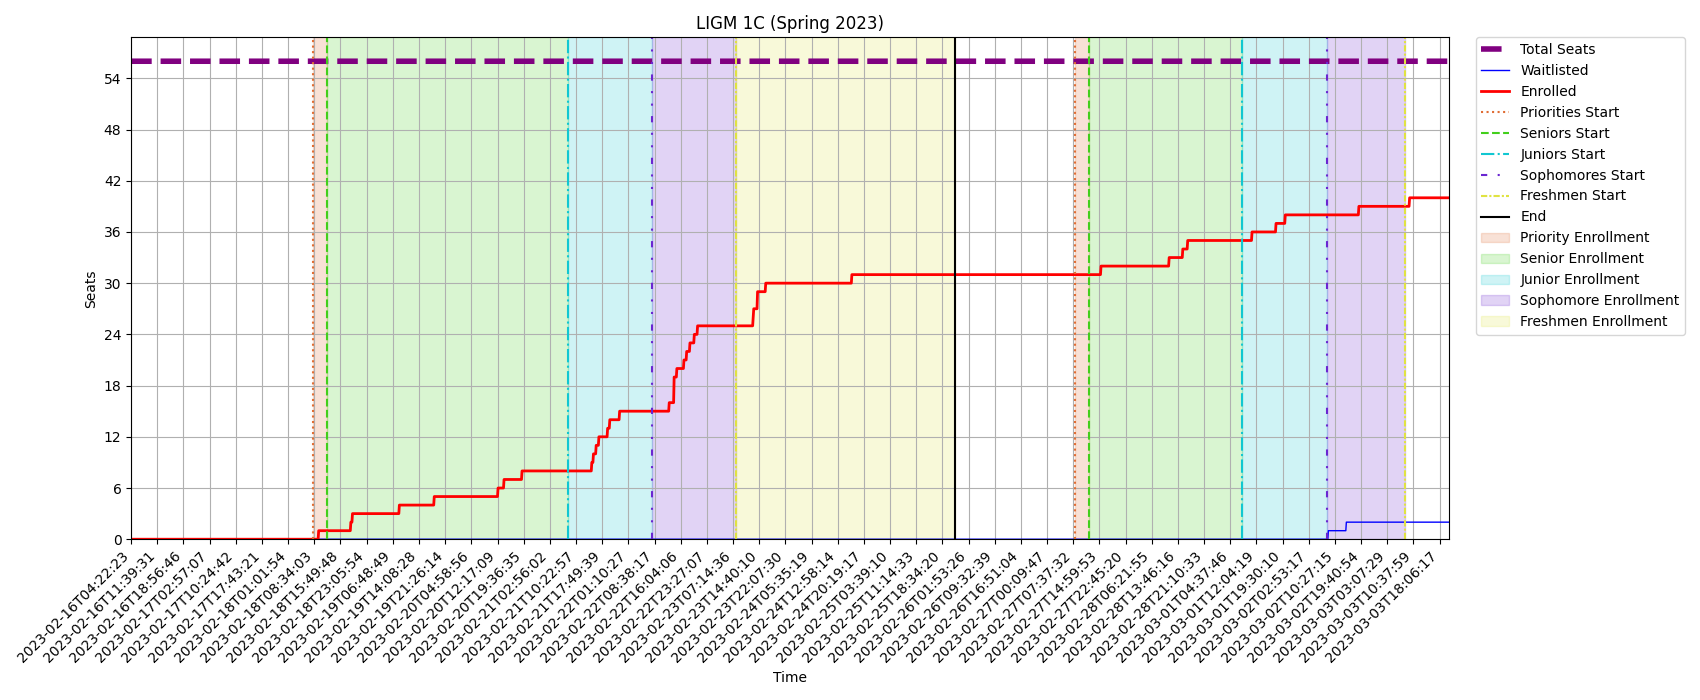 LIGM 1C (Spring 2023)
Total Seats
Waitlisted
Enrolled
Priorities Start
Seniors Start
Juniors Start
Sophomores Start
Freshmen Start
End
Priority Enrollment
Senior Enrollment
Junior Enrollment
Sophomore Enrollment
Freshmen Enrollment
Seats
54
48
42
36
30
24
18
12
6
0
2023-02-16T04:22:23
2023-02-16T11:39:31
2023-02-16T18:56:46
2023-02-17T02:57:07
2023-02-17T10:24:42
2023-02-17T17:43:21
2023-02-18T01:01:54
2023-02-18T08:34:03
2023-02-18T15:49:48
2023-02-18T23:05:54
2023-02-19T06:48:49
2023-02-19T14:08:28
2023-02-19T21:26:14
2023-02-20T04:58:56
2023-02-20T12:17:09
2023-02-20T19:36:35
2023-02-21T02:56:02
2023-02-21T10:22:57
2023-02-21T17:49:39
2023-02-22T01:10:27
2023-02-22T08:38:17
2023-02-22T16:04:06
2023-02-22T23:27:07
2023-02-23T07:14:36
2023-02-23T14:40:10
2023-02-23T22:07:30
2023-02-24T05:35:19
2023-02-24T12:58:14
2023-02-24T20:19:17
2023-02-25T03:39:10
2023-02-25T11:14:33
2023-02-25T18:34:20
2023-02-26T01:53:26
2023-02-26T09:32:39
2023-02-26T16:51:04
2023-02-27T00:09:47
2023-02-27T07:37:32
2023-02-27T14:59:53
2023-02-27T22:45:20
2023-02-28T06:21:55
2023-02-28T13:46:16
2023-02-28T21:10:33
2023-03-01T04:37:46
2023-03-01T12:04:19
2023-03-01T19:30:10
2023-03-02T02:53:17
2023-03-02T10:27:15
2023-03-02T19:40:54
2023-03-03T03:07:29
2023-03-03T10:37:59
2023-03-03T18:06:17
Time